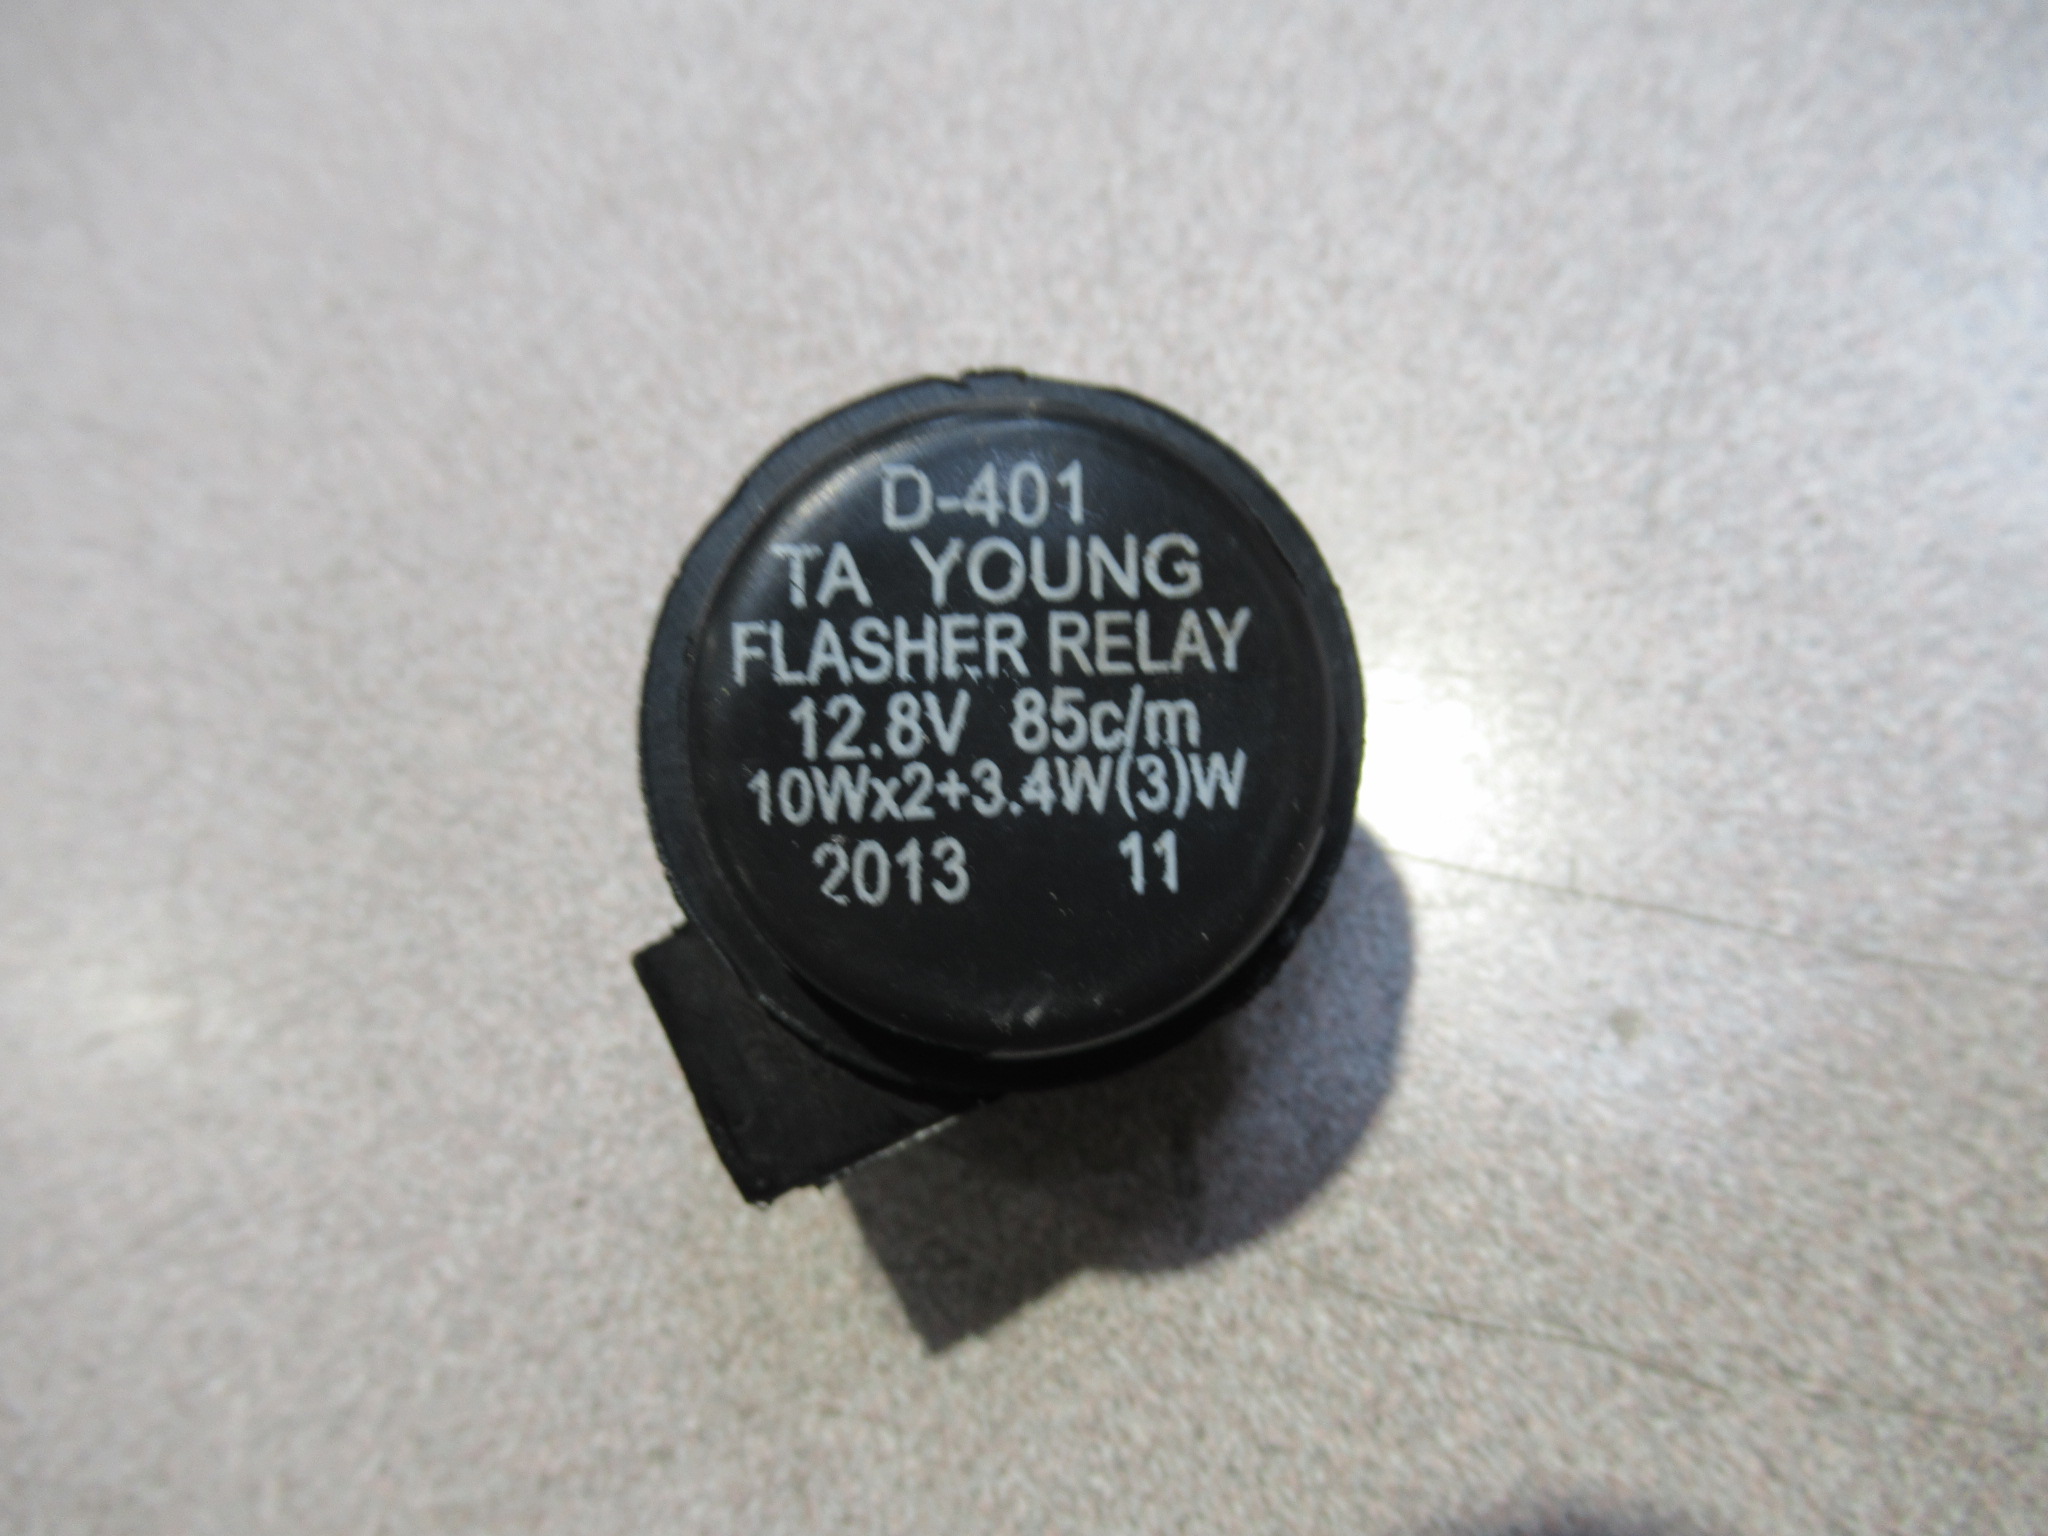 D-401
TA YOUNG
FLASHER RELAY
12.8V 85c/m
10Wx2+3.4W(3)W
2013 11